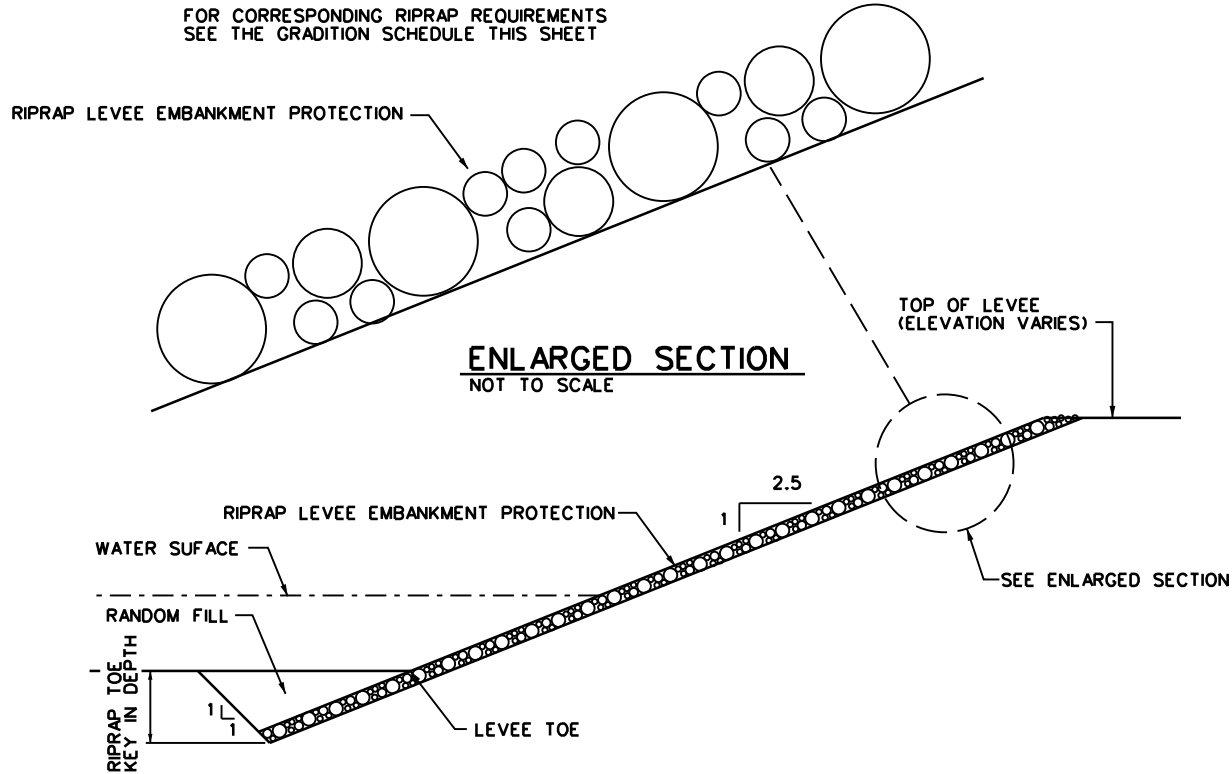 FOR CORRESPONDING RIPRAP REQUIREMENTS
SEE THE GRADITION SCHEDULE THIS SHEET
RIPRAP LEVEE EMBANKMENT PROTECTION
TOP OF LEVEE
(ELEVATION VARIES)
ENLARGED SECTION
NOT TO SCALE
2.5
1
RIPRAP LEVEE EMBANKMENT PROTECTION
WATER SUFACE
SEE ENLARGED SECTION
RANDOM FILL
RIPRAP TOE
KEY IN DEPTH
1
1
LEVEE TOE